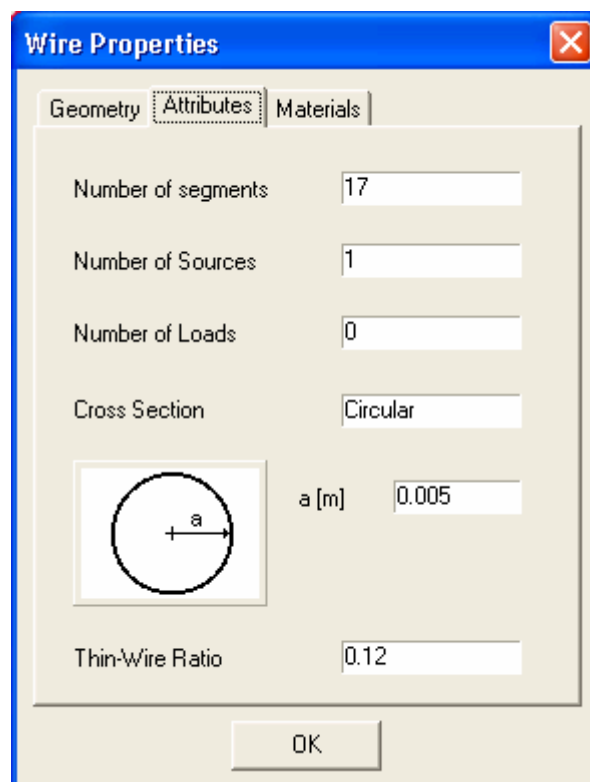 Wire Properties
Geometry Attributes Materials
Number of segments 17
Number of Sources 1
Number of Loads 0
Cross Section Circular
a a [m] 0.005
Thin-Wire Ratio 0.12
OK